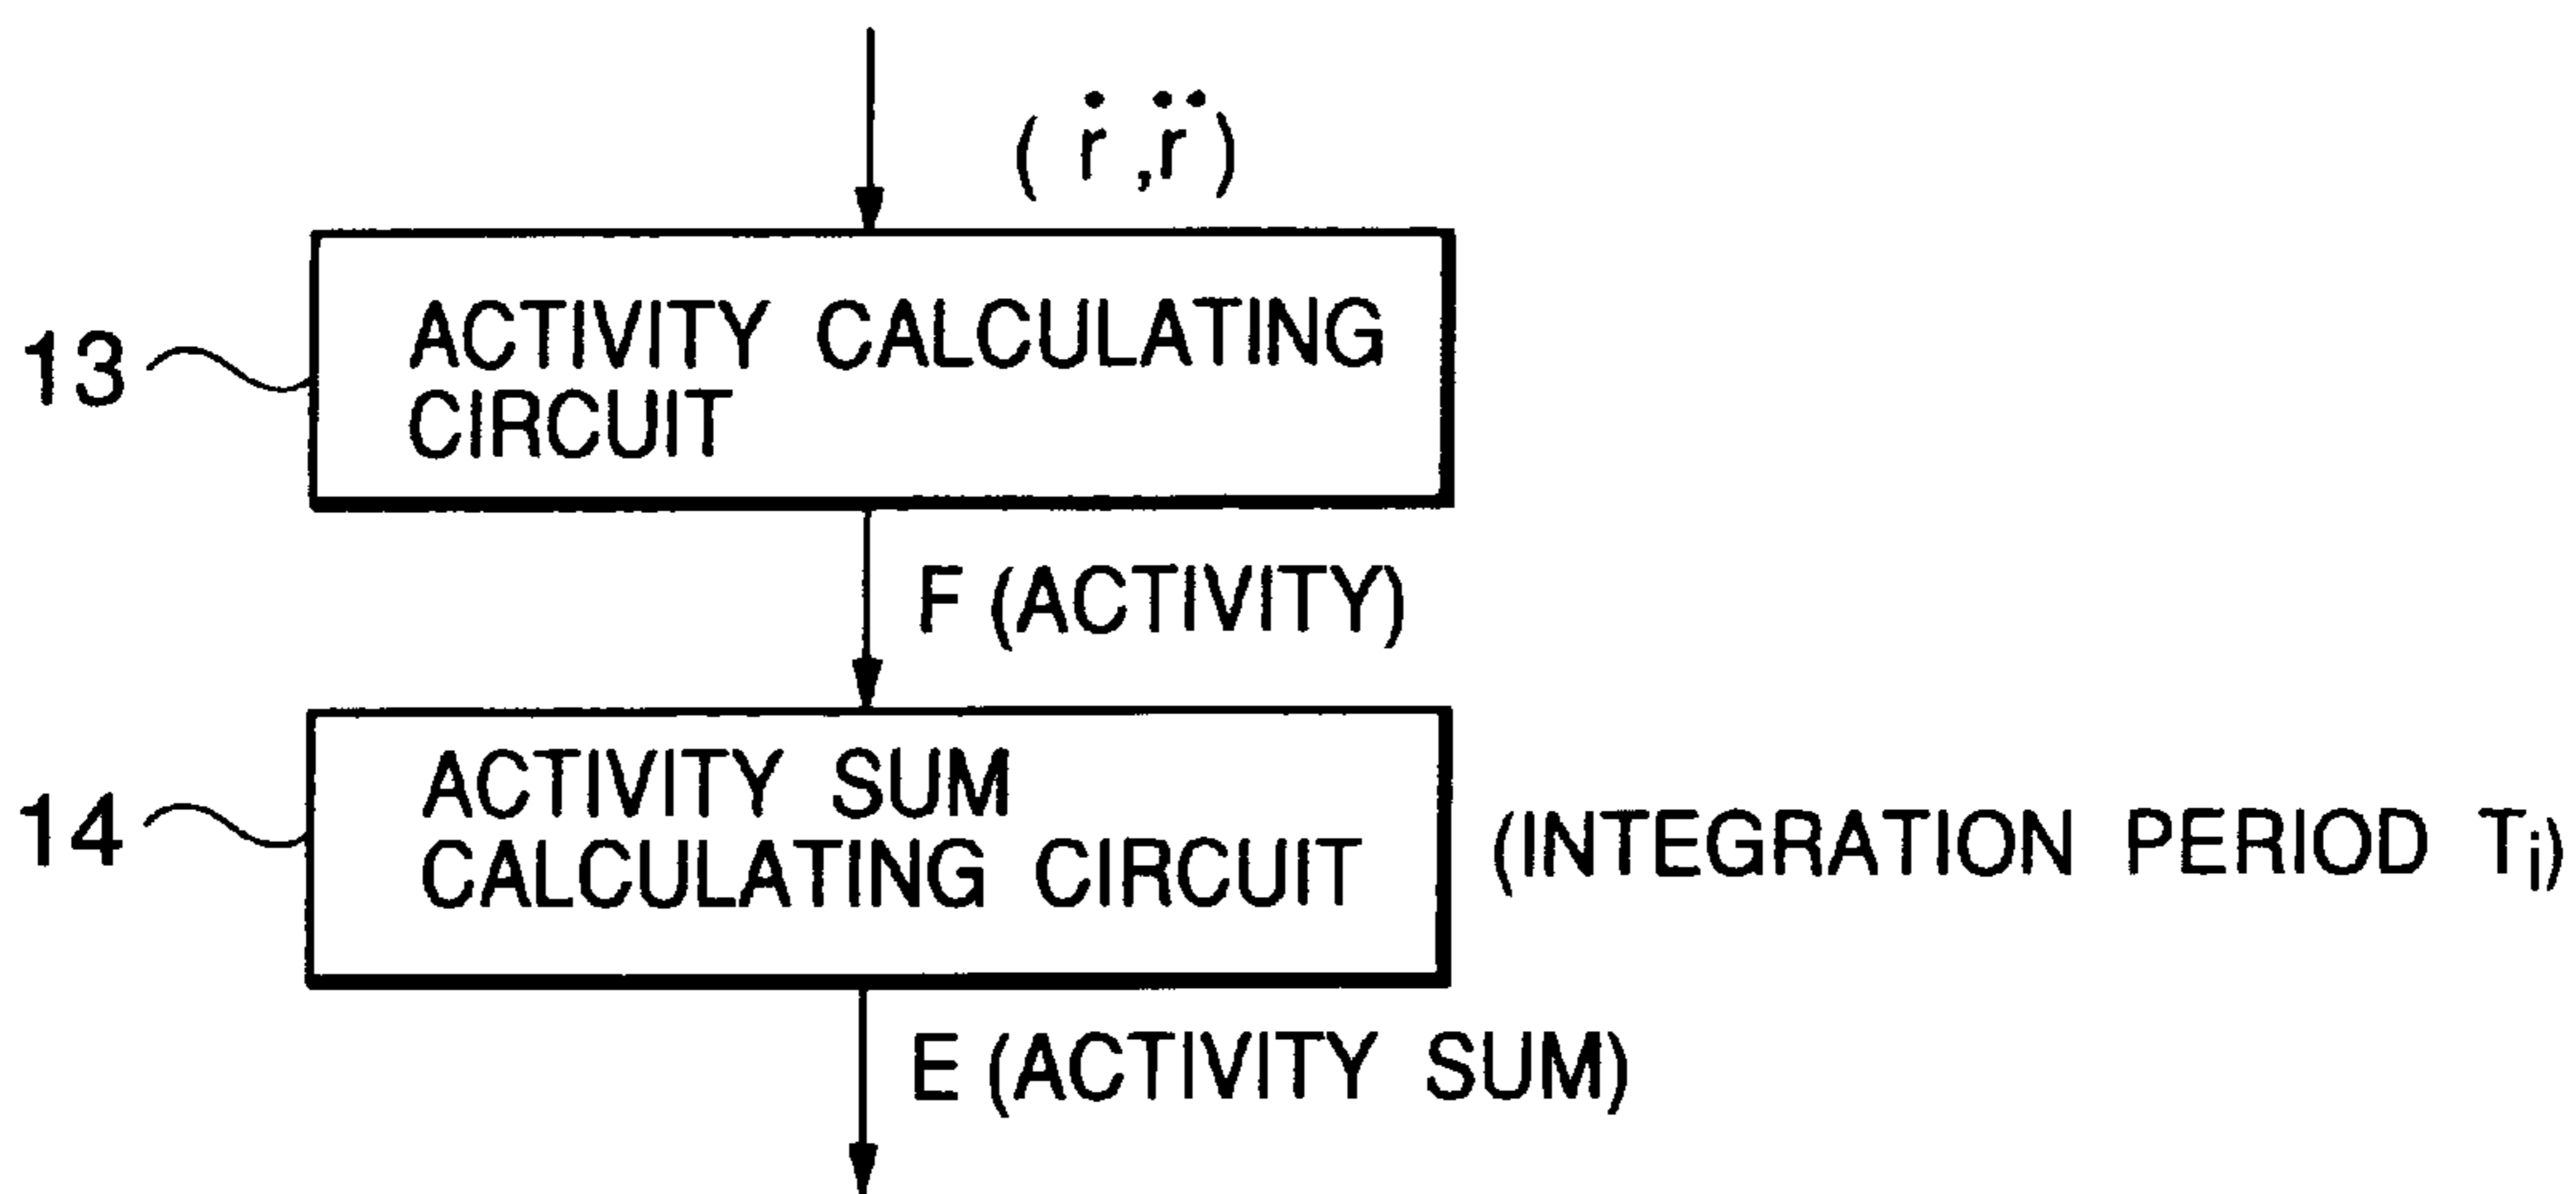 (ṙ,r̈)
13
ACTIVITY CALCULATING
CIRCUIT
F (ACTIVITY)
14
ACTIVITY SUM
CALCULATING CIRCUIT
(INTEGRATION PERIOD Ti)
E (ACTIVITY SUM)